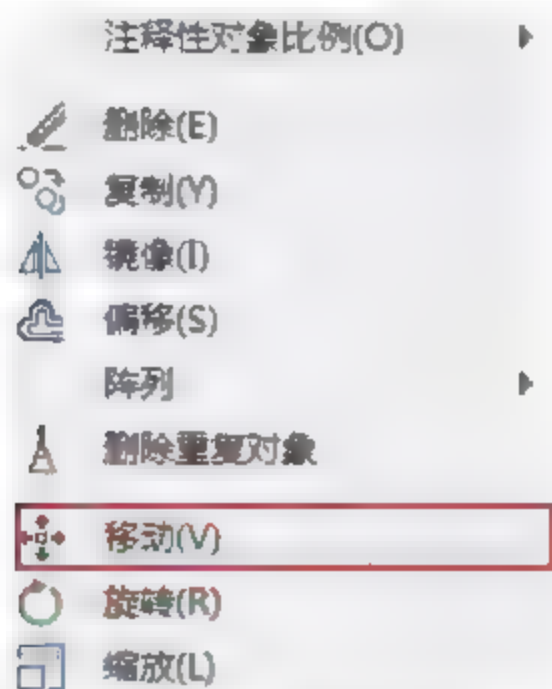 注释性对象比例(O)
删除(E)
复制(Y)
镜像(I)
偏移(S)
阵列
删除重复对象
移动(V)
旋转(R)
缩放(L)